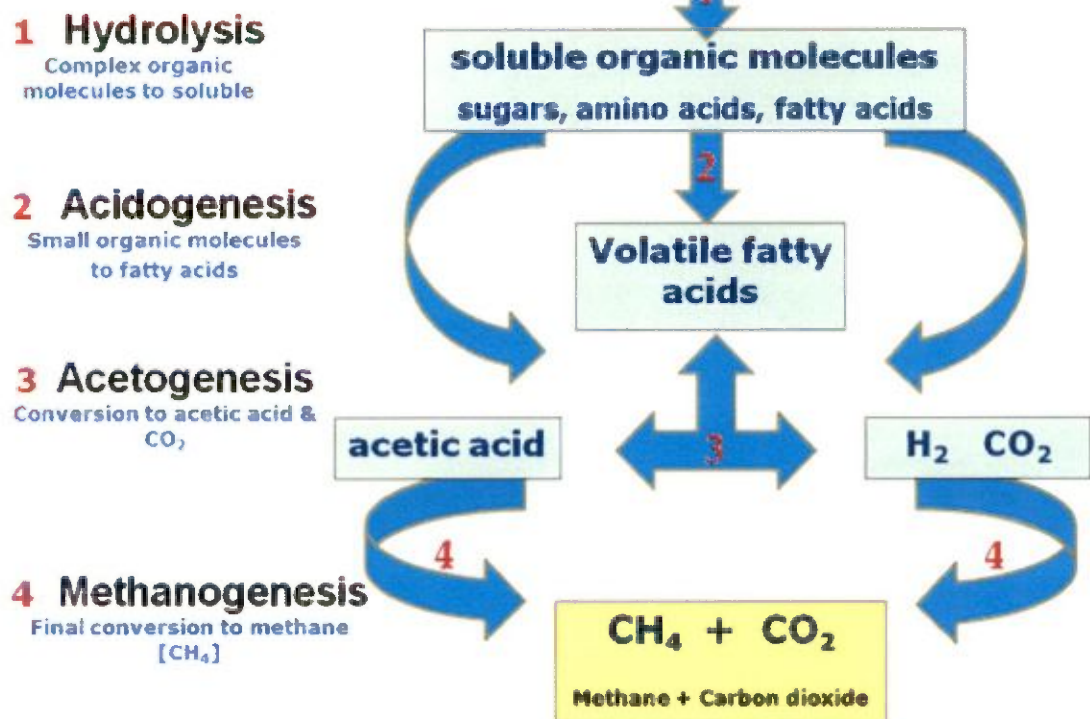 1 Hydrolysis
Complex organic
molecules to soluble
2 Acidogenesis
Small organic molecules
to fatty acids
3 Acetogenesis
Conversion to acetic acid &
CO₂
4 Methanogenesis
Final conversion to methane
[CH₄]
soluble organic molecules
sugars, amino acids, fatty acids
2
Volatile fatty
acids
acetic acid
3
H₂ CO₂
4
4
CH₄ + CO₂
Methane + Carbon dioxide